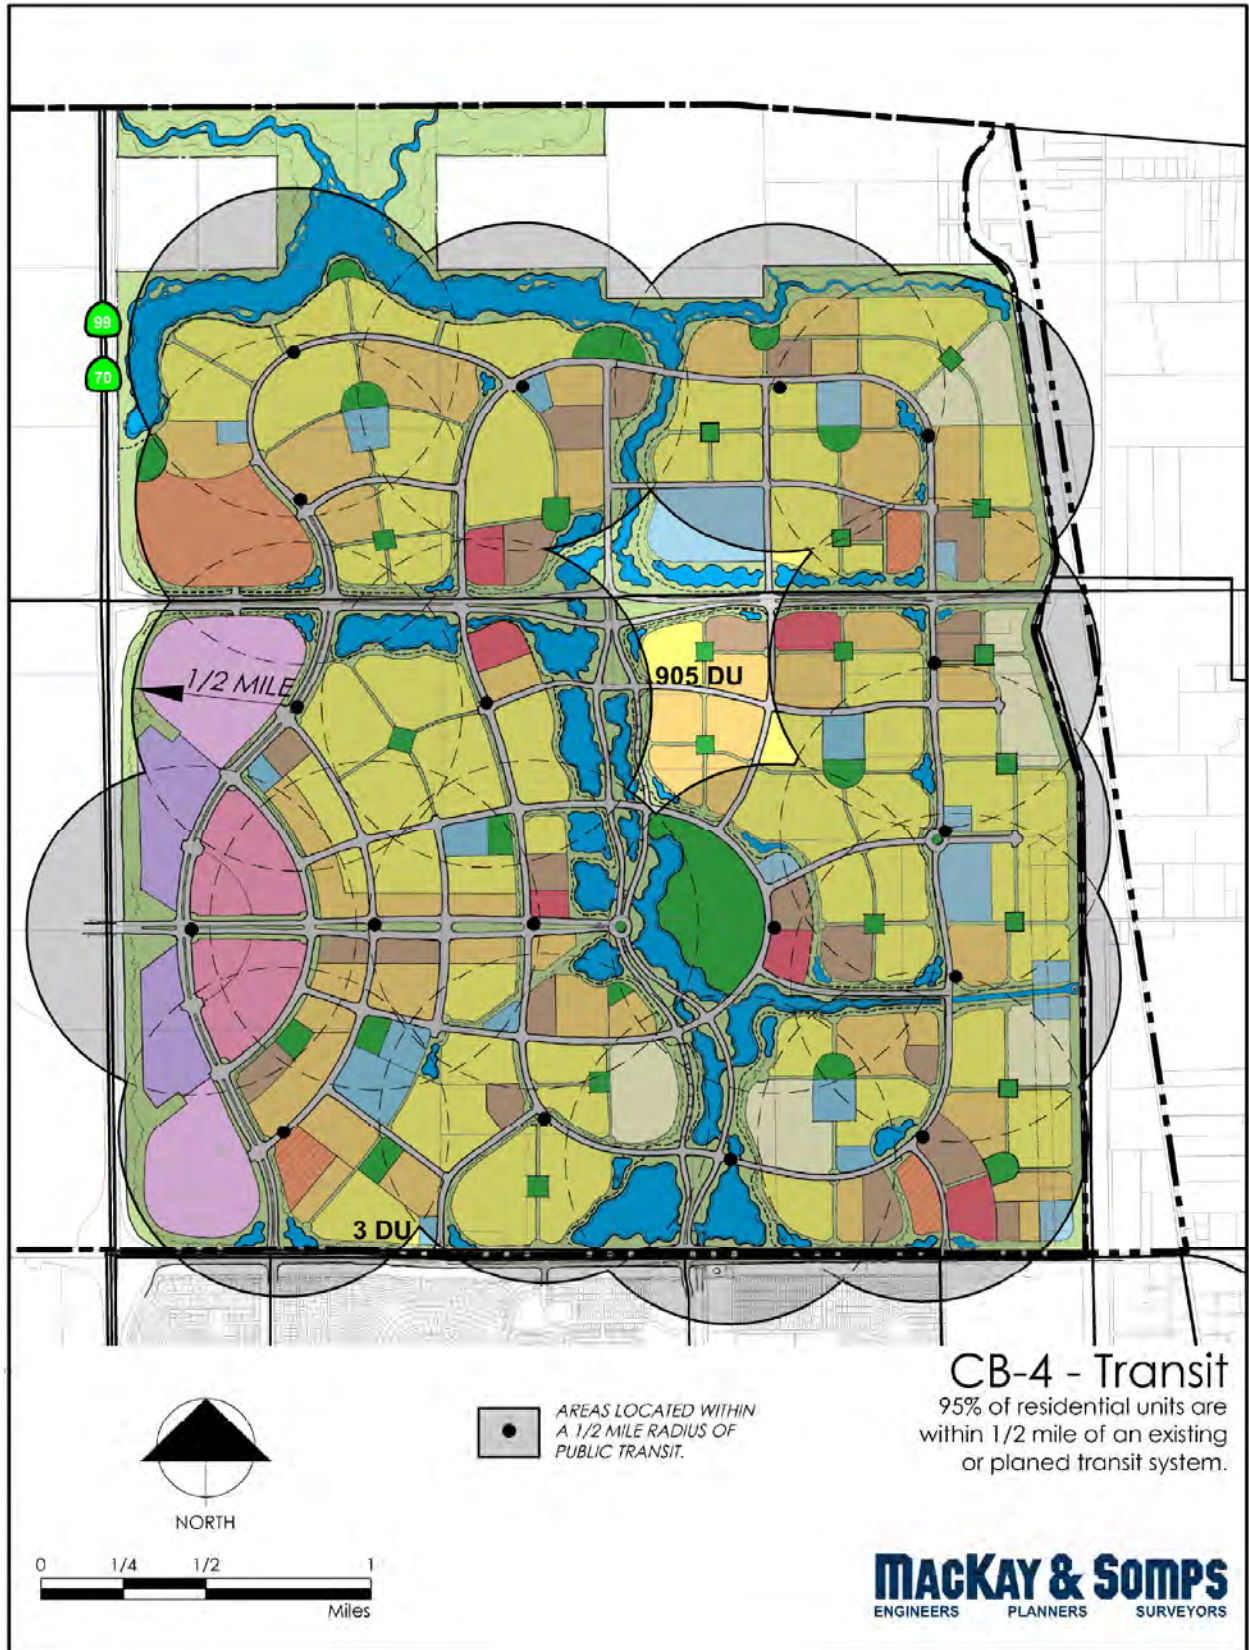 99
70
1/2 MILE
905 DU
3 DU
CB-4 - Transit
95% of residential units are
within 1/2 mile of an existing
or planed transit system.
AREAS LOCATED WITHIN
A 1/2 MILE RADIUS OF
PUBLIC TRANSIT.
NORTH
0 1/4 1/2 1
Miles
MACKAY & SOMPS
ENGINEERS PLANNERS SURVEYORS